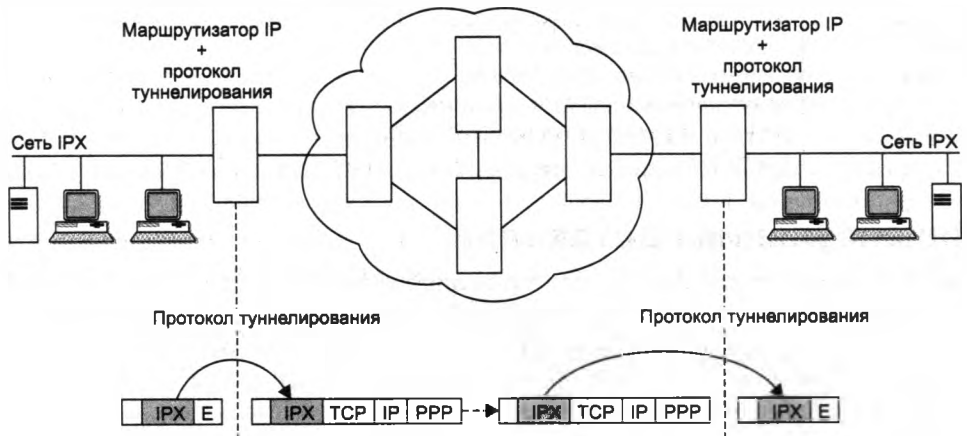 Маршрутизатор IP
+
протокол
туннелирования
Маршрутизатор IP
+
протокол
туннелирования
Сеть IPX
Сеть IPX
Протокол туннелирования
Протокол туннелирования
IPX E
IPX TCP IP PPP
IPX TCP IP PPP
IPX E